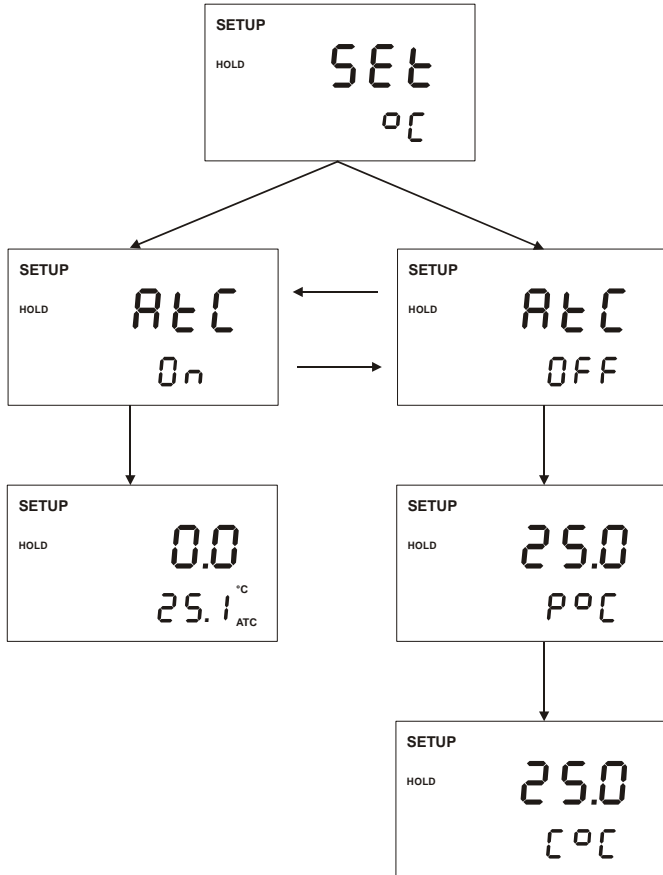 SETUP
HOLD
SEt
°C
SETUP
HOLD
AtC
On
SETUP
HOLD
AtC
OFF
SETUP
HOLD
0.0
25.1 °C
ATC
SETUP
HOLD
25.0
P°C
SETUP
HOLD
25.0
C°C